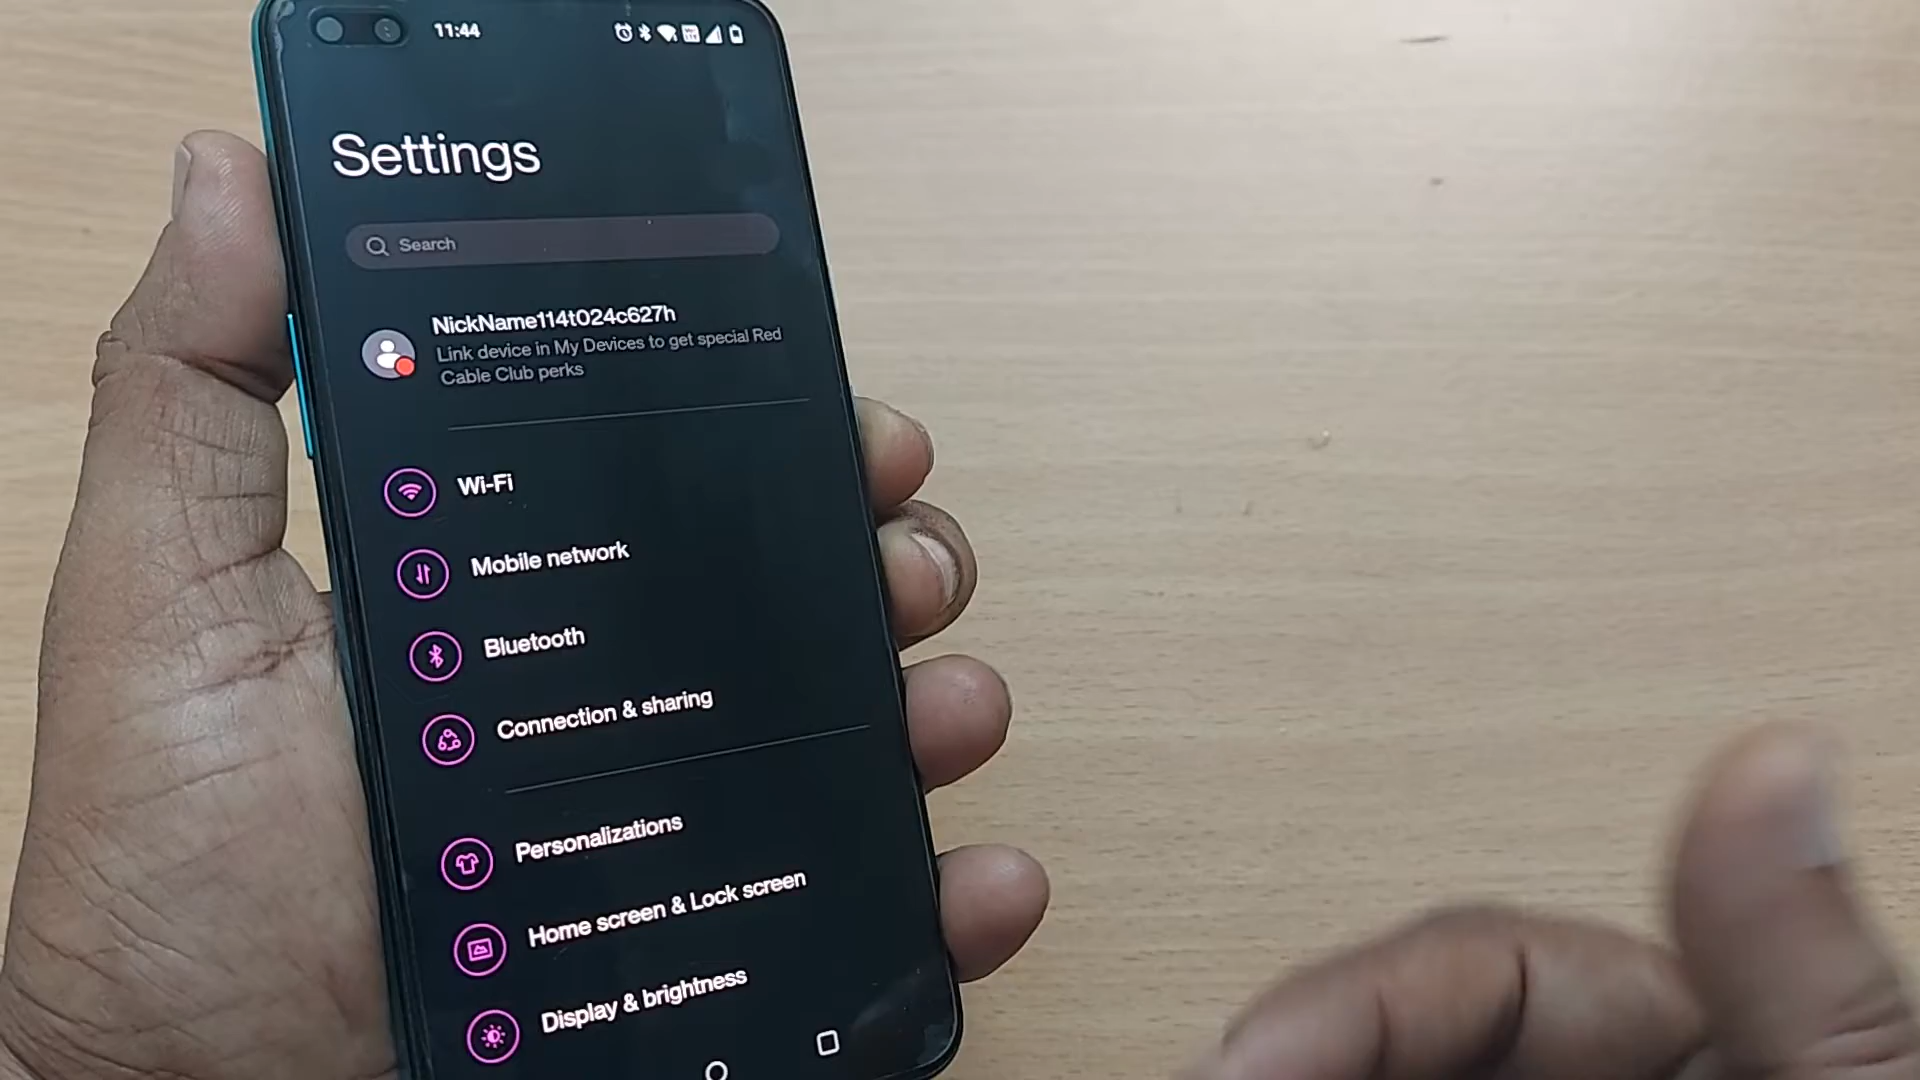 11:44
Settings
Search
NickName114t024c627h
Link device in My Devices to get special Red
Cable Club perks
Wi-Fi
Mobile network
Bluetooth
Connection & sharing
Personalizations
Home screen & Lock screen
Display & brightness